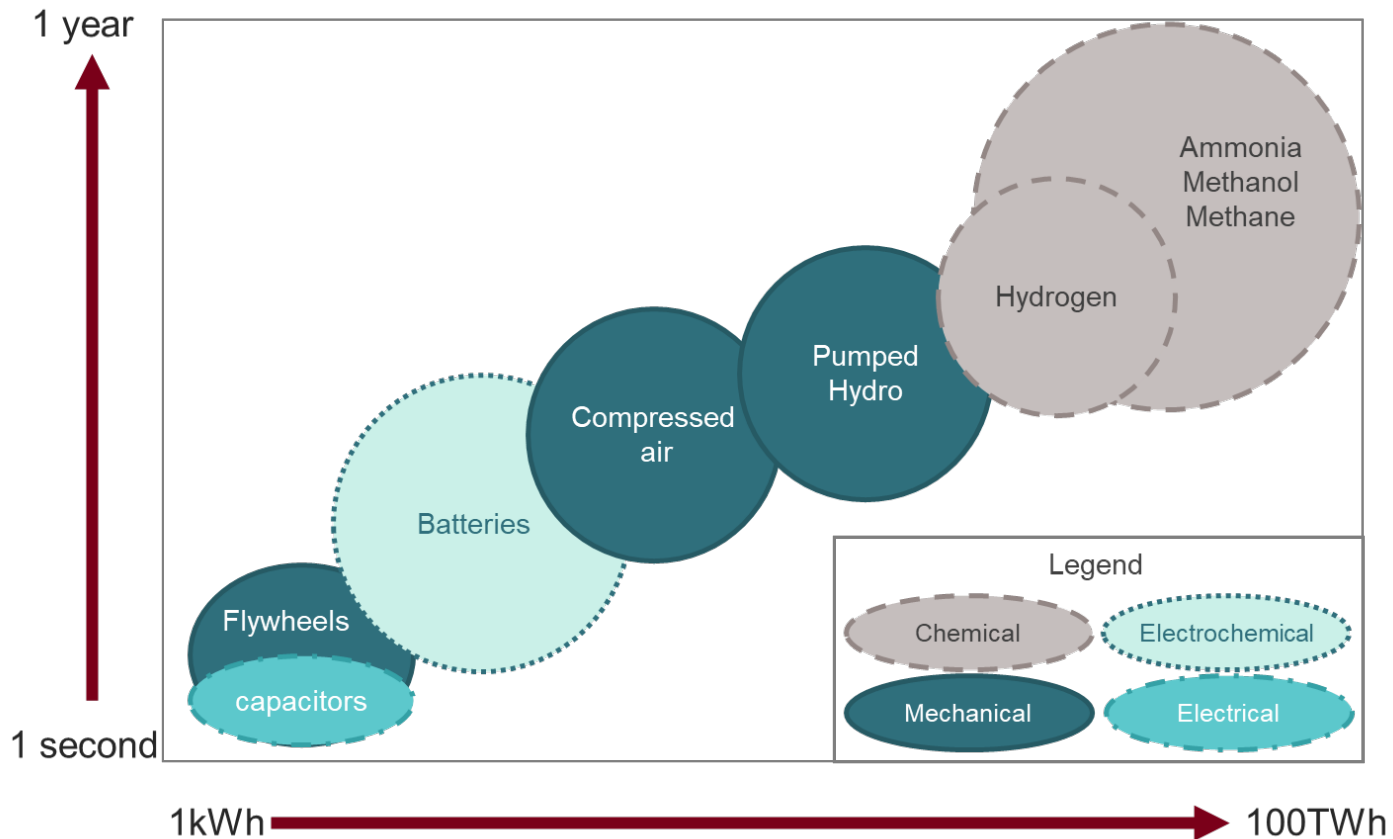 1 year
Ammonia
Methanol
Methane
Hydrogen
Pumped
Hydro
Compressed
air
Batteries
Flywheels
capacitors
Legend
Chemical
Electrochemical
Mechanical
Electrical
1 second
1kWh
100TWh